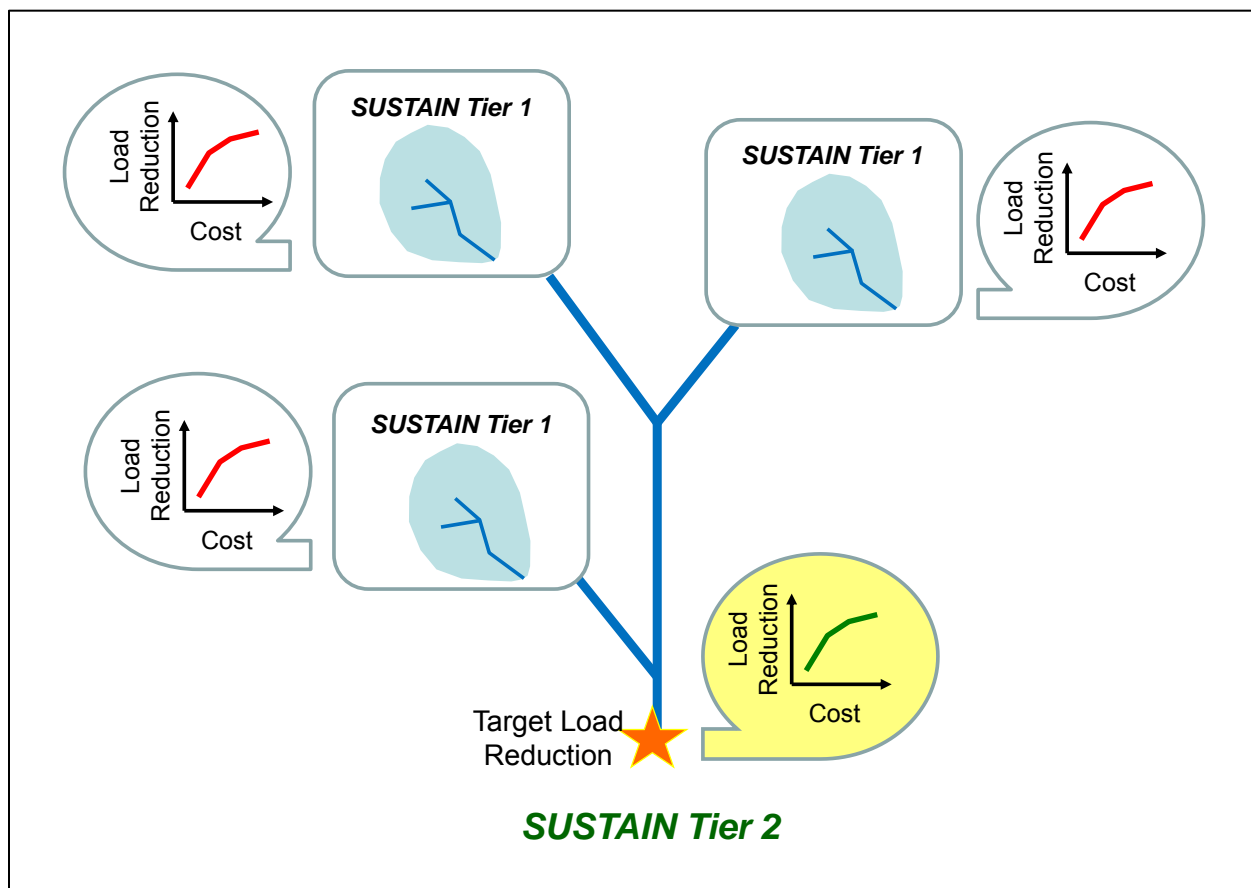 SUSTAIN Tier 1
Load
Reduction
Cost
SUSTAIN Tier 1
Load
Reduction
Cost
SUSTAIN Tier 1
Load
Reduction
Cost
Load
Reduction
Cost
Target Load
Reduction
SUSTAIN Tier 2